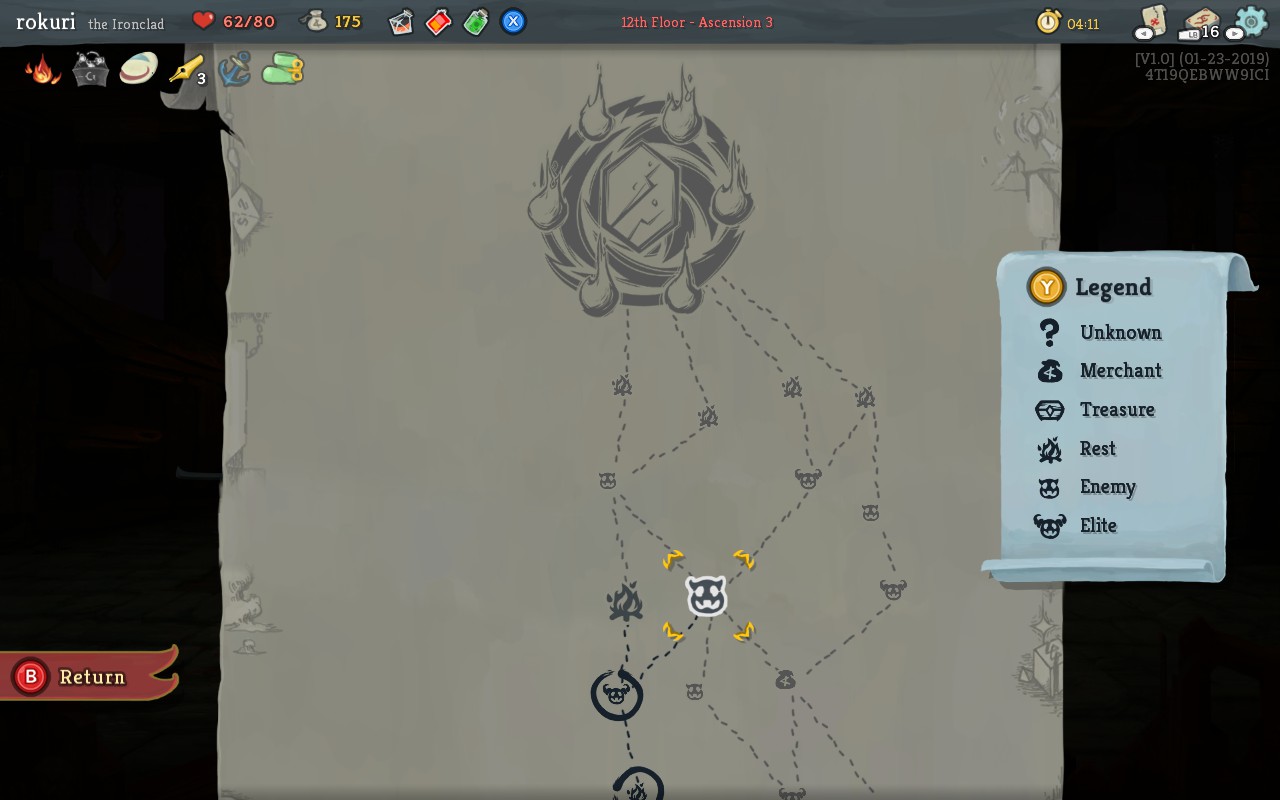 rokuri the Ironclad 62/80 175 X 12th Floor - Ascension 3 04:11 LB 16
3
[V1.0] (01-23-2019)
4T19QEBWW9ICI
Y Legend
Unknown
Merchant
Treasure
Rest
Enemy
Elite
B Return